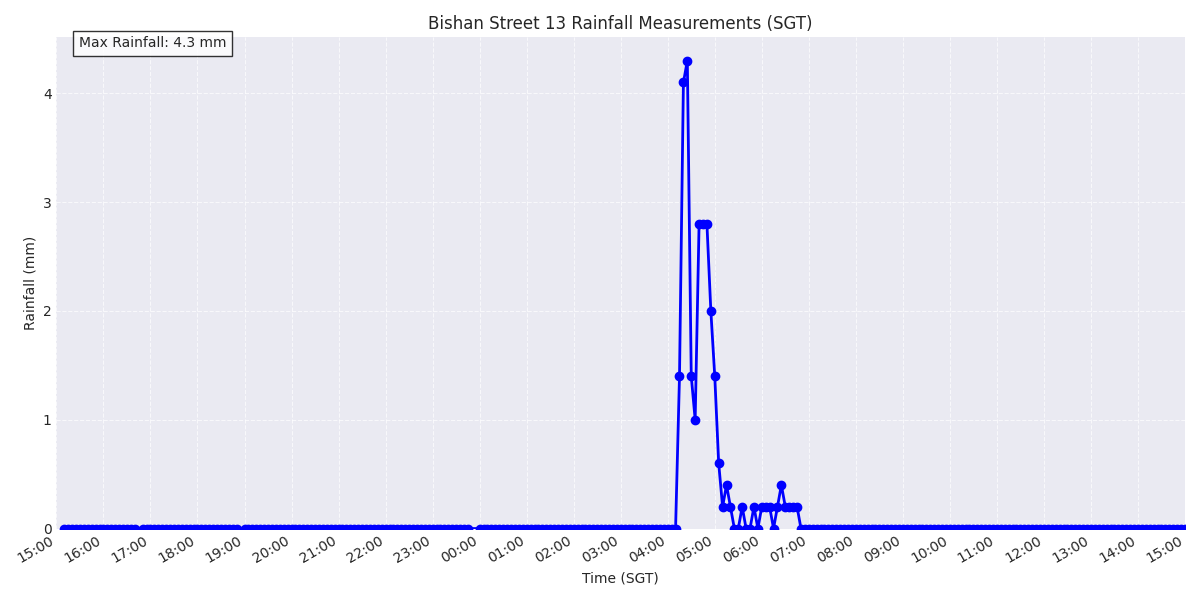 Bishan Street 13 Rainfall Measurements (SGT)
Max Rainfall: 4.3 mm
Rainfall (mm)
4
3
2
1
0
15:00 16:00 17:00 18:00 19:00 20:00 21:00 22:00 23:00 00:00 01:00 02:00 03:00 04:00 05:00 06:00 07:00 08:00 09:00 10:00 11:00 12:00 13:00 14:00 15:00
Time (SGT)